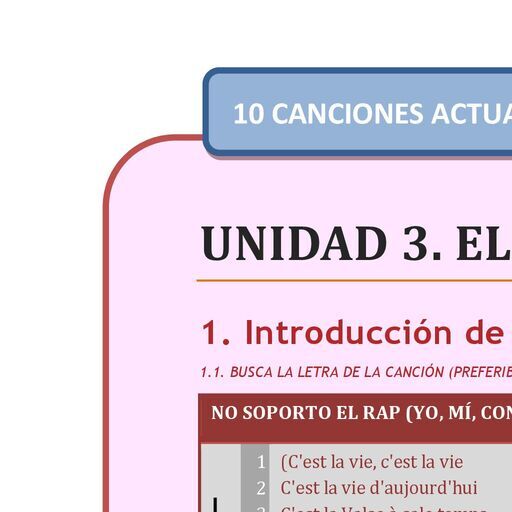 10 CANCIONES ACTUA
UNIDAD 3. EL
1. Introducción de
1.1. BUSCA LA LETRA DE LA CANCIÓN (PREFERIB
NO SOPORTO EL RAP (YO, MÍ, CON
1 (C'est la vie, c'est la vie
2 C'est la vie d'aujourd'hui